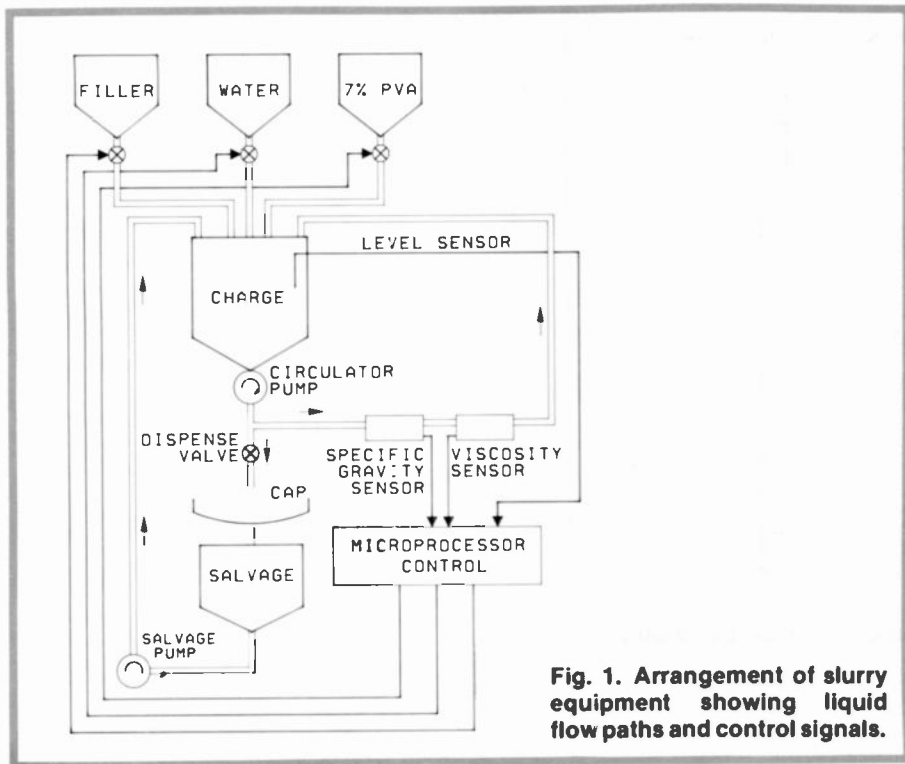 FILLER
WATER
7% PVA
LEVEL SENSOR
CHARGE
CIRCULATOR
PUMP
DISPENSE
VALVE
SPECIFIC
GRAVITY
SENSOR
VISCOSITY
SENSOR
CAP
MICROPROCESSOR
CONTROL
SALVAGE
SALVAGE
PUMP
Fig. 1. Arrangement of slurry
equipment showing liquid
flow paths and control signals.